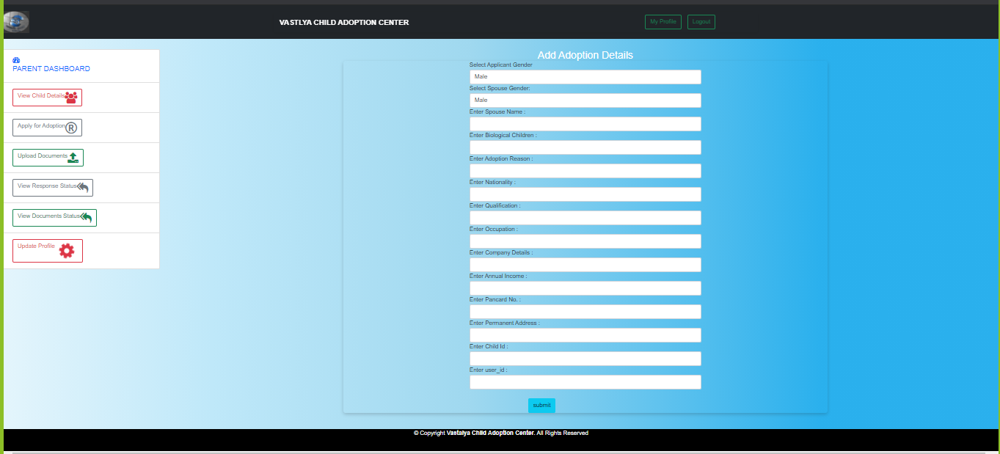 VASTLYA CHILD ADOPTION CENTER
My Profile
Logout
PARENT DASHBOARD
View Child Details
Apply for Adoption
R
Upload Documents
View Response Status
View Documents Status
Update Profile
Add Adoption Details
Select Applicant Gender
Male
Select Spouse Gender:
Male
Enter Spouse Name :
Enter Biological Children :
Enter Adoption Reason :
Enter Nationality :
Enter Qualification :
Enter Occupation :
Enter Company Details :
Enter Annual Income :
Enter Pancard No. :
Enter Permanent Address :
Enter Child Id :
Enter user_id :
submit
© Copyright Vastalya Child Adoption Center. All Rights Reserved